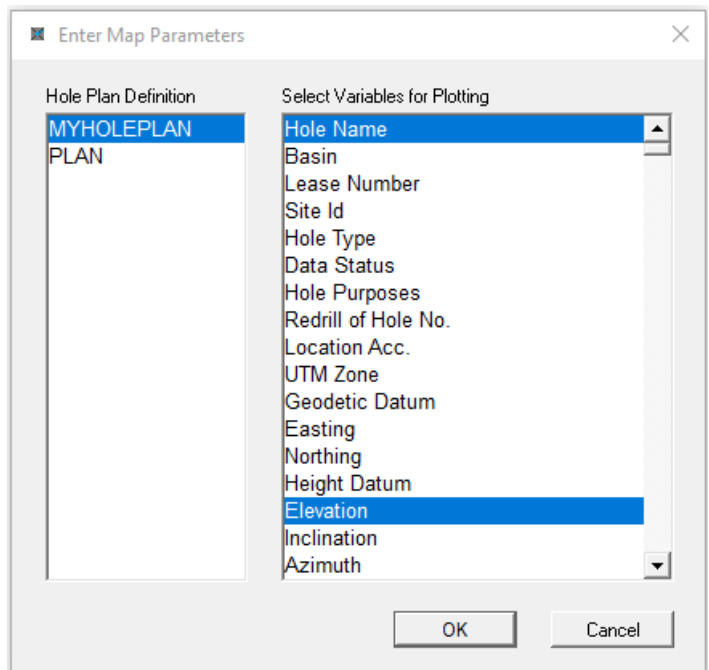 Enter Map Parameters
Hole Plan Definition
MYHOLEPLAN
PLAN
Select Variables for Plotting
Hole Name
Basin
Lease Number
Site Id
Hole Type
Data Status
Hole Purposes
Redrill of Hole No.
Location Acc.
UTM Zone
Geodetic Datum
Easting
Northing
Height Datum
Elevation
Inclination
Azimuth
OK
Cancel